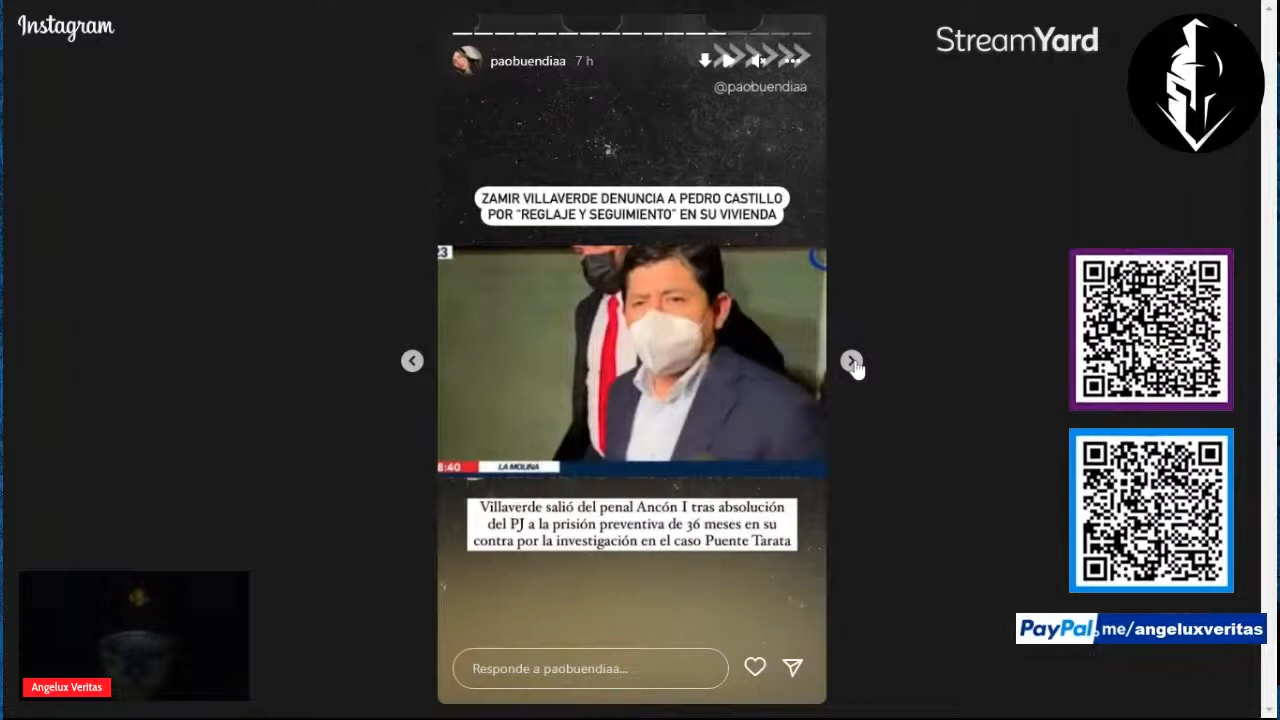 Instagram
StreamYard
paobuendiaa 7 h
@paobuendiaa
ZAMIR VILLAVERDE DENUNCIA A PEDRO CASTILLO
POR "REGLAJE Y SEGUIMIENTO" EN SU VIVIENDA
23
8:40 LA MOLINA
Villaverde salió del penal Ancón I tras absolución
del PJ a la prisión preventiva de 36 meses en su
contra por la investigación en el caso Puente Tarata
Responde a paobuendiaa...
PayPal.me/angeluxveritas
Angelux Veritas